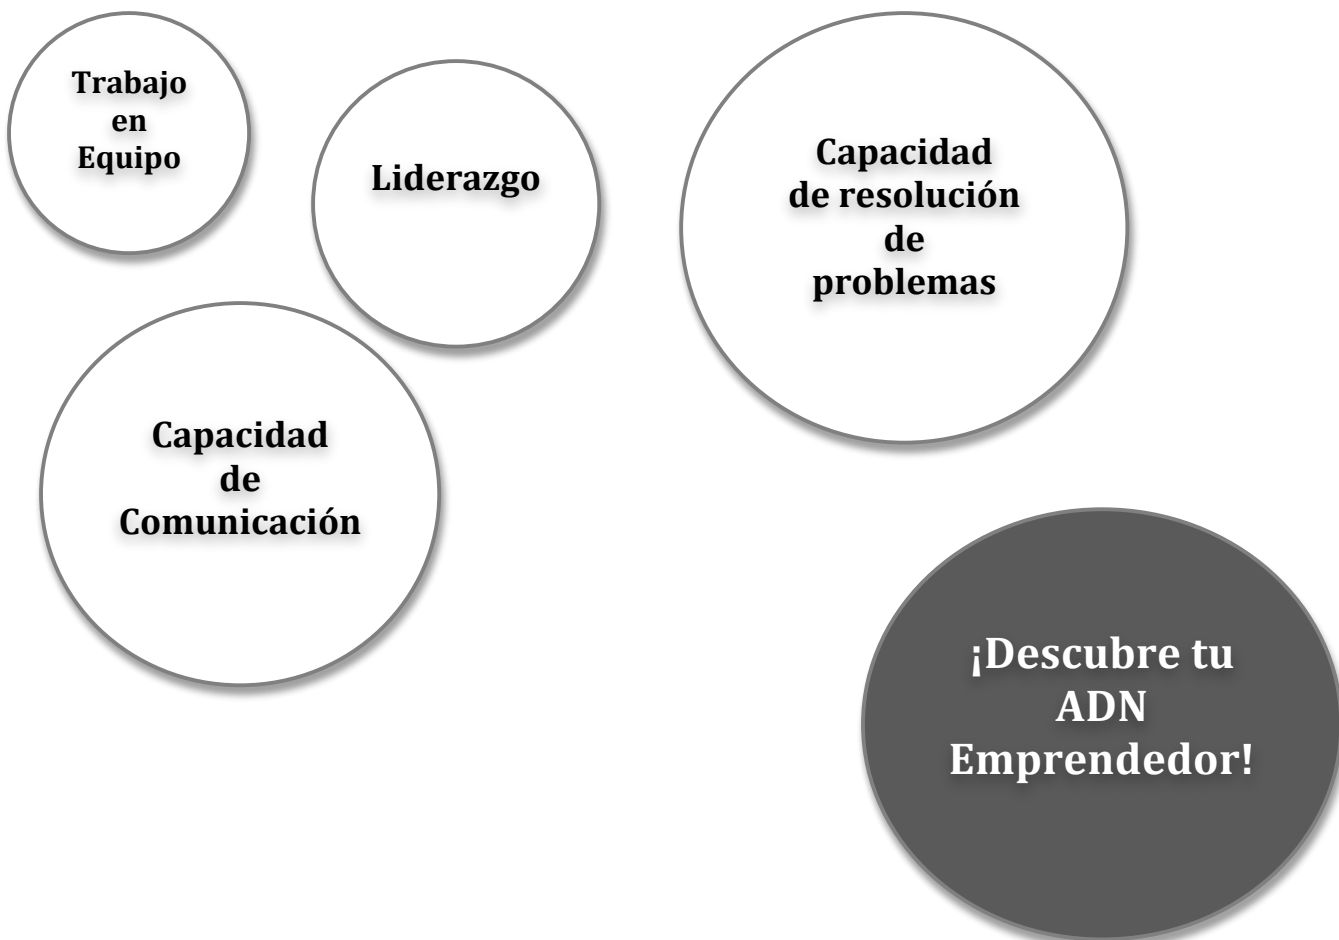 Trabajo
en
Equipo
Liderazgo
Capacidad
de resolución
de
problemas
Capacidad
de
Comunicación
¡Descubre tu
ADN
Emprendedor!